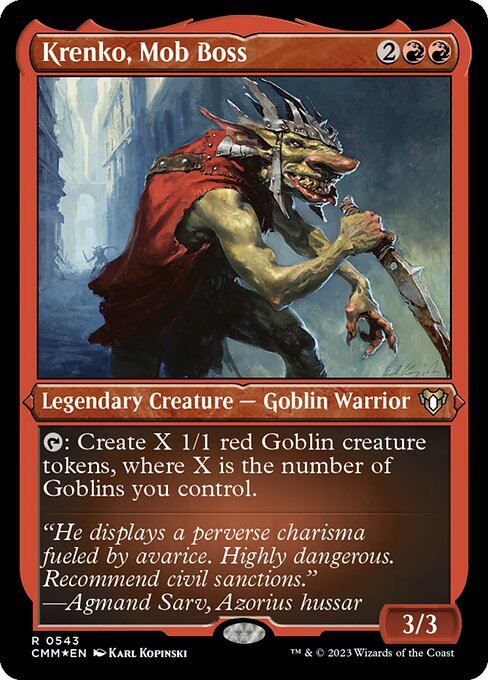 Krenko, Mob Boss 2
Legendary Creature — Goblin Warrior
: Create X 1/1 red Goblin creature
tokens, where X is the number of
Goblins you control.
“He displays a perverse charisma
fueled by avarice. Highly dangerous.
Recommend civil sanctions.”
—Agmand Sarv, Azorius hussar
3/3
R 0543
CMM★EN Karl Kopinski
™ & © 2023 Wizards of the Coast